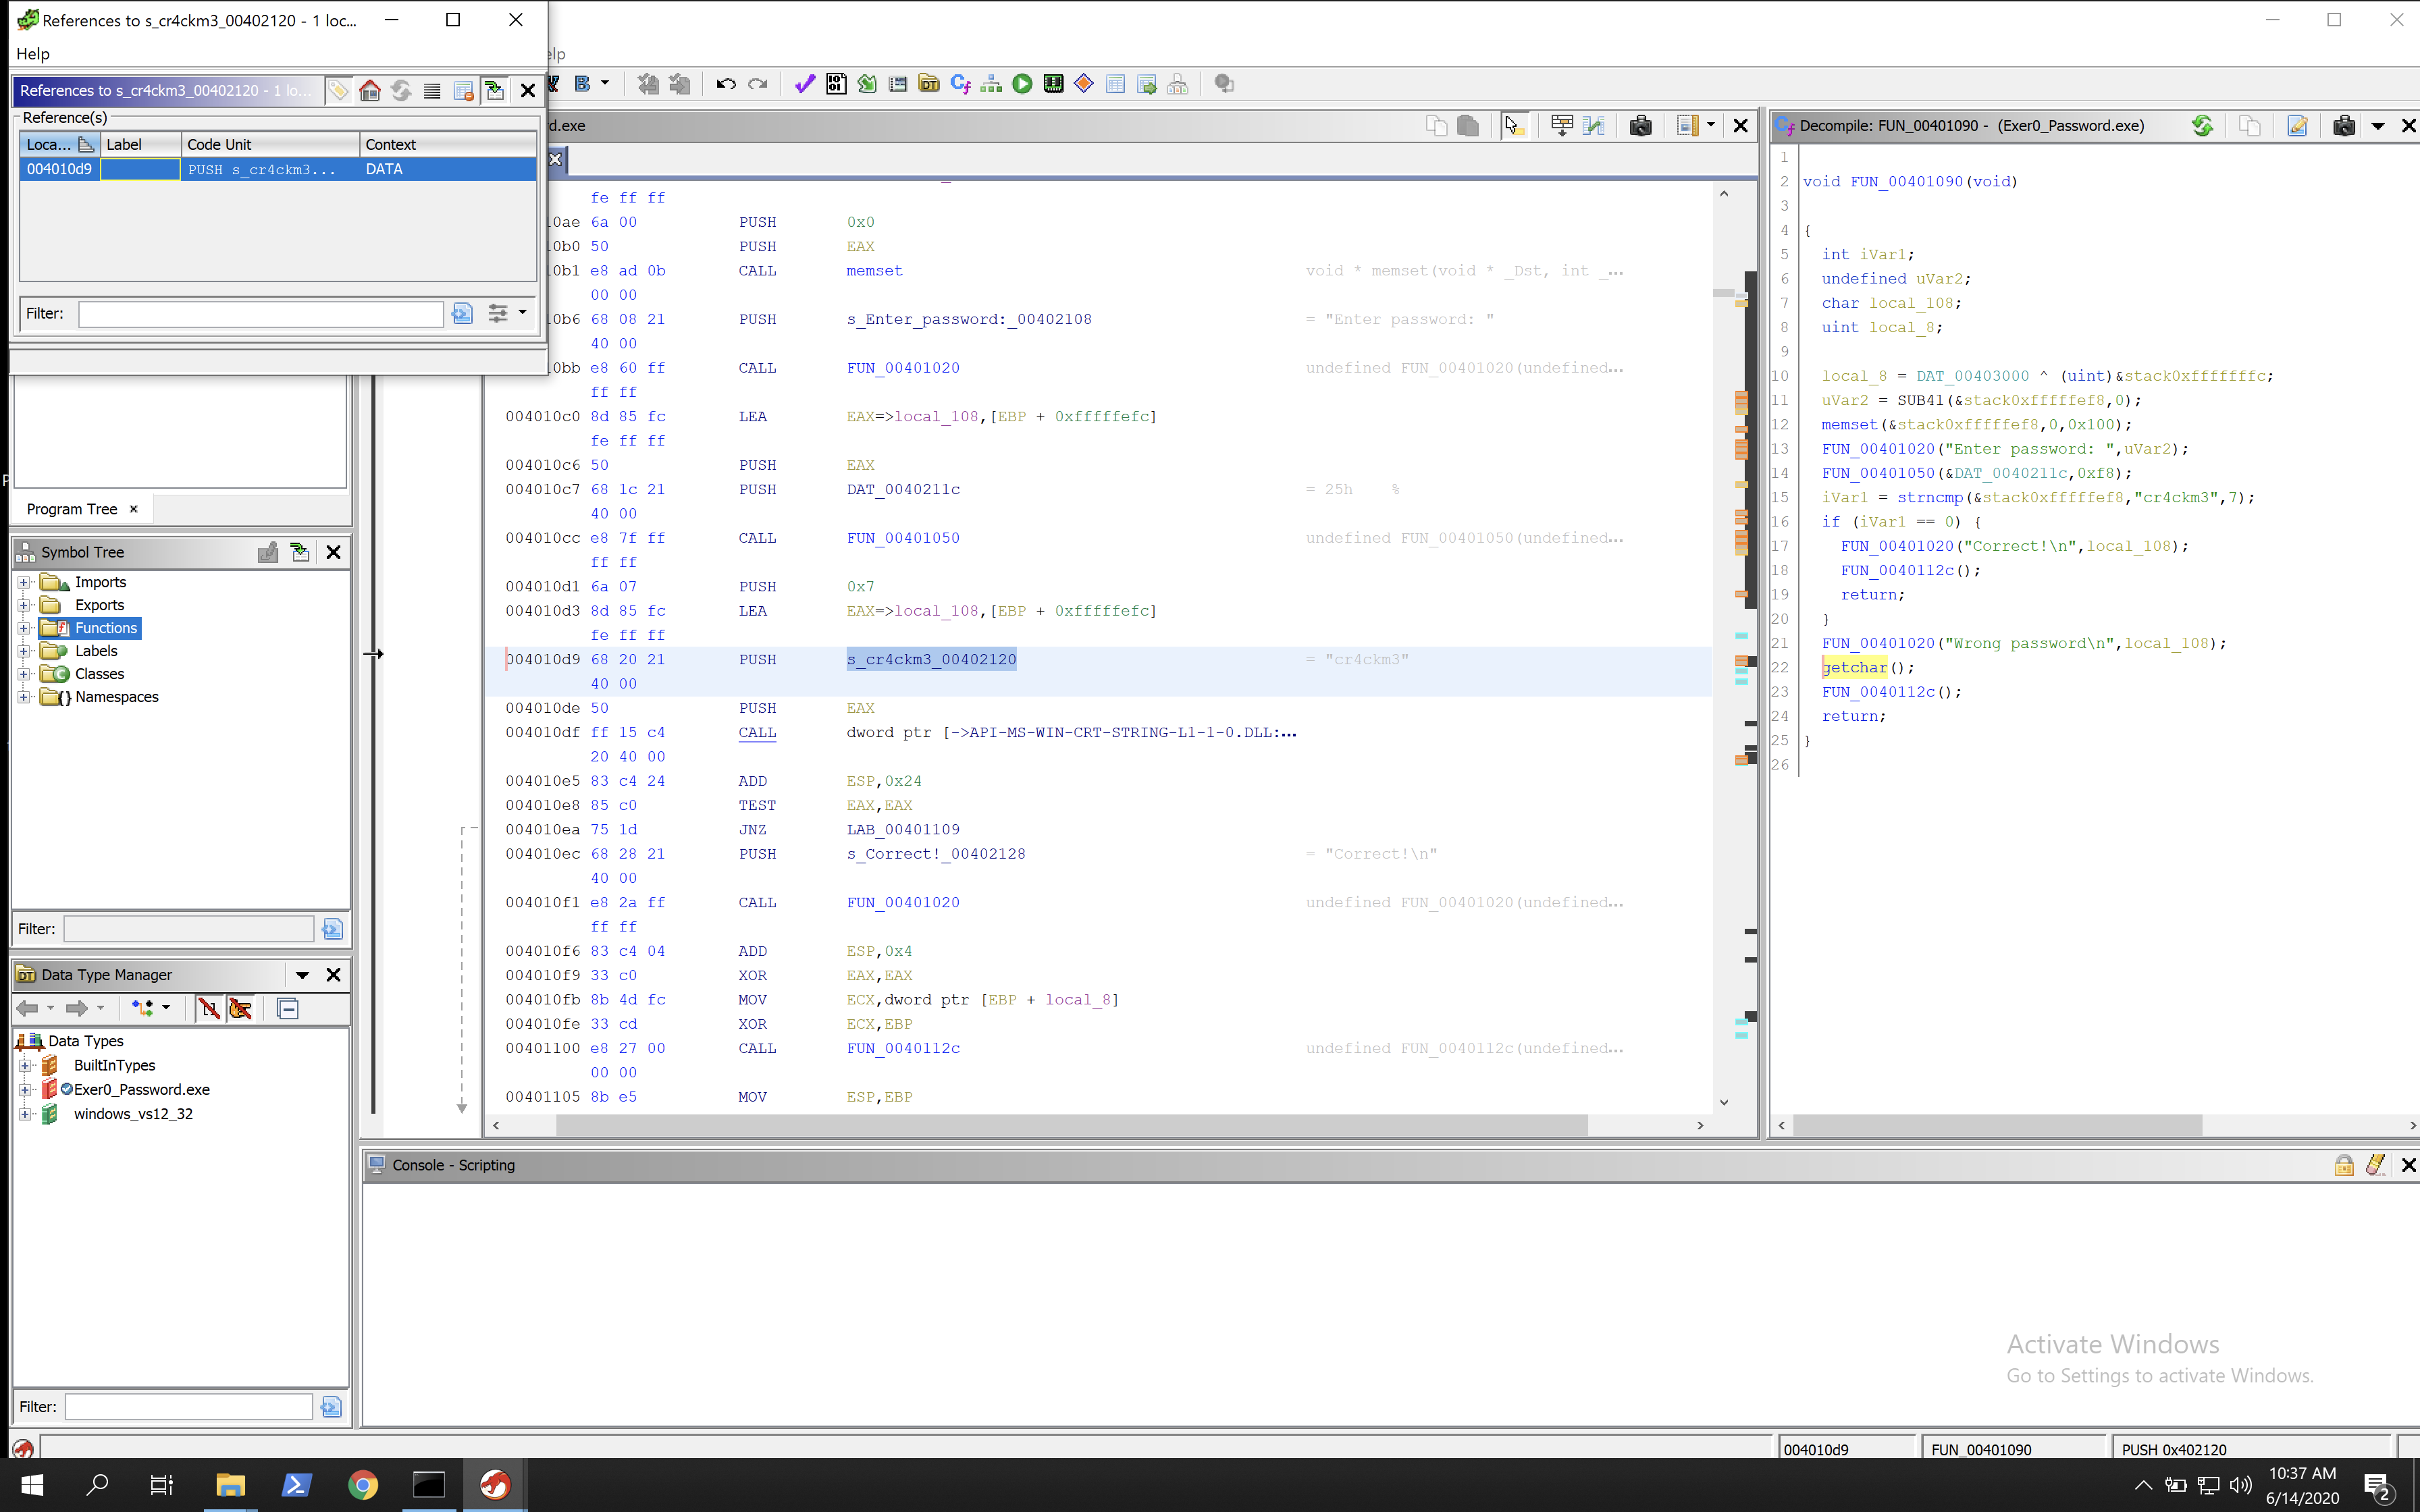 References to s_cr4ckm3_00402120 - 1 loc...
Help
elp
References to s_cr4ckm3_00402120 - 1 lo...
Reference(s)
Loca... Label Code Unit Context
004010d9 PUSH s_cr4ckm3... DATA
Filter:
Program Tree ×
Symbol Tree
Imports
Exports
Functions
Labels
Classes
Namespaces
Filter:
Data Type Manager
Data Types
BuiltInTypes
Exer0_Password.exe
windows_vs12_32
Filter:
d.exe
fe ff ff
10ae 6a 00 PUSH 0x0
10b0 50 PUSH EAX
10b1 e8 ad 0b CALL memset void * memset(void * _Dst, int _...
00 00
10b6 68 08 21 PUSH s_Enter_password:_00402108 = "Enter password: "
40 00
10bb e8 60 ff CALL FUN_00401020 undefined FUN_00401020(undefined...
ff ff
004010c0 8d 85 fc LEA EAX=>local_108,[EBP + 0xfffffefc]
fe ff ff
004010c6 50 PUSH EAX
004010c7 68 1c 21 PUSH DAT_0040211c = 25h %
40 00
004010cc e8 7f ff CALL FUN_00401050 undefined FUN_00401050(undefined...
ff ff
004010d1 6a 07 PUSH 0x7
004010d3 8d 85 fc LEA EAX=>local_108,[EBP + 0xfffffefc]
fe ff ff
004010d9 68 20 21 PUSH s_cr4ckm3_00402120 = "cr4ckm3"
40 00
004010de 50 PUSH EAX
004010df ff 15 c4 CALL dword ptr [->API-MS-WIN-CRT-STRING-L1-1-0.DLL:...
20 40 00
004010e5 83 c4 24 ADD ESP,0x24
004010e8 85 c0 TEST EAX,EAX
004010ea 75 1d JNZ LAB_00401109
004010ec 68 28 21 PUSH s_Correct!_00402128 = "Correct!\n"
40 00
004010f1 e8 2a ff CALL FUN_00401020 undefined FUN_00401020(undefined...
ff ff
004010f6 83 c4 04 ADD ESP,0x4
004010f9 33 c0 XOR EAX,EAX
004010fb 8b 4d fc MOV ECX,dword ptr [EBP + local_8]
004010fe 33 cd XOR ECX,EBP
00401100 e8 27 00 CALL FUN_0040112c undefined FUN_0040112c(undefined...
00 00
00401105 8b e5 MOV ESP,EBP
Decompile: FUN_00401090 - (Exer0_Password.exe)
1
2 void FUN_00401090(void)
3
4 {
5 int iVar1;
6 undefined uVar2;
7 char local_108;
8 uint local_8;
9
10 local_8 = DAT_00403000 ^ (uint)&stack0xfffffffc;
11 uVar2 = SUB41(&stack0xfffffef8,0);
12 memset(&stack0xfffffef8,0,0x100);
13 FUN_00401020("Enter password: ",uVar2);
14 FUN_00401050(&DAT_0040211c,0xf8);
15 iVar1 = strncmp(&stack0xfffffef8,"cr4ckm3",7);
16 if (iVar1 == 0) {
17 FUN_00401020("Correct!\n",local_108);
18 FUN_0040112c();
19 return;
20 }
21 FUN_00401020("Wrong password\n",local_108);
22 getchar();
23 FUN_0040112c();
24 return;
25 }
26
Console - Scripting
Activate Windows
Go to Settings to activate Windows.
004010d9 FUN_00401090 PUSH 0x402120
10:37 AM
6/14/2020
2